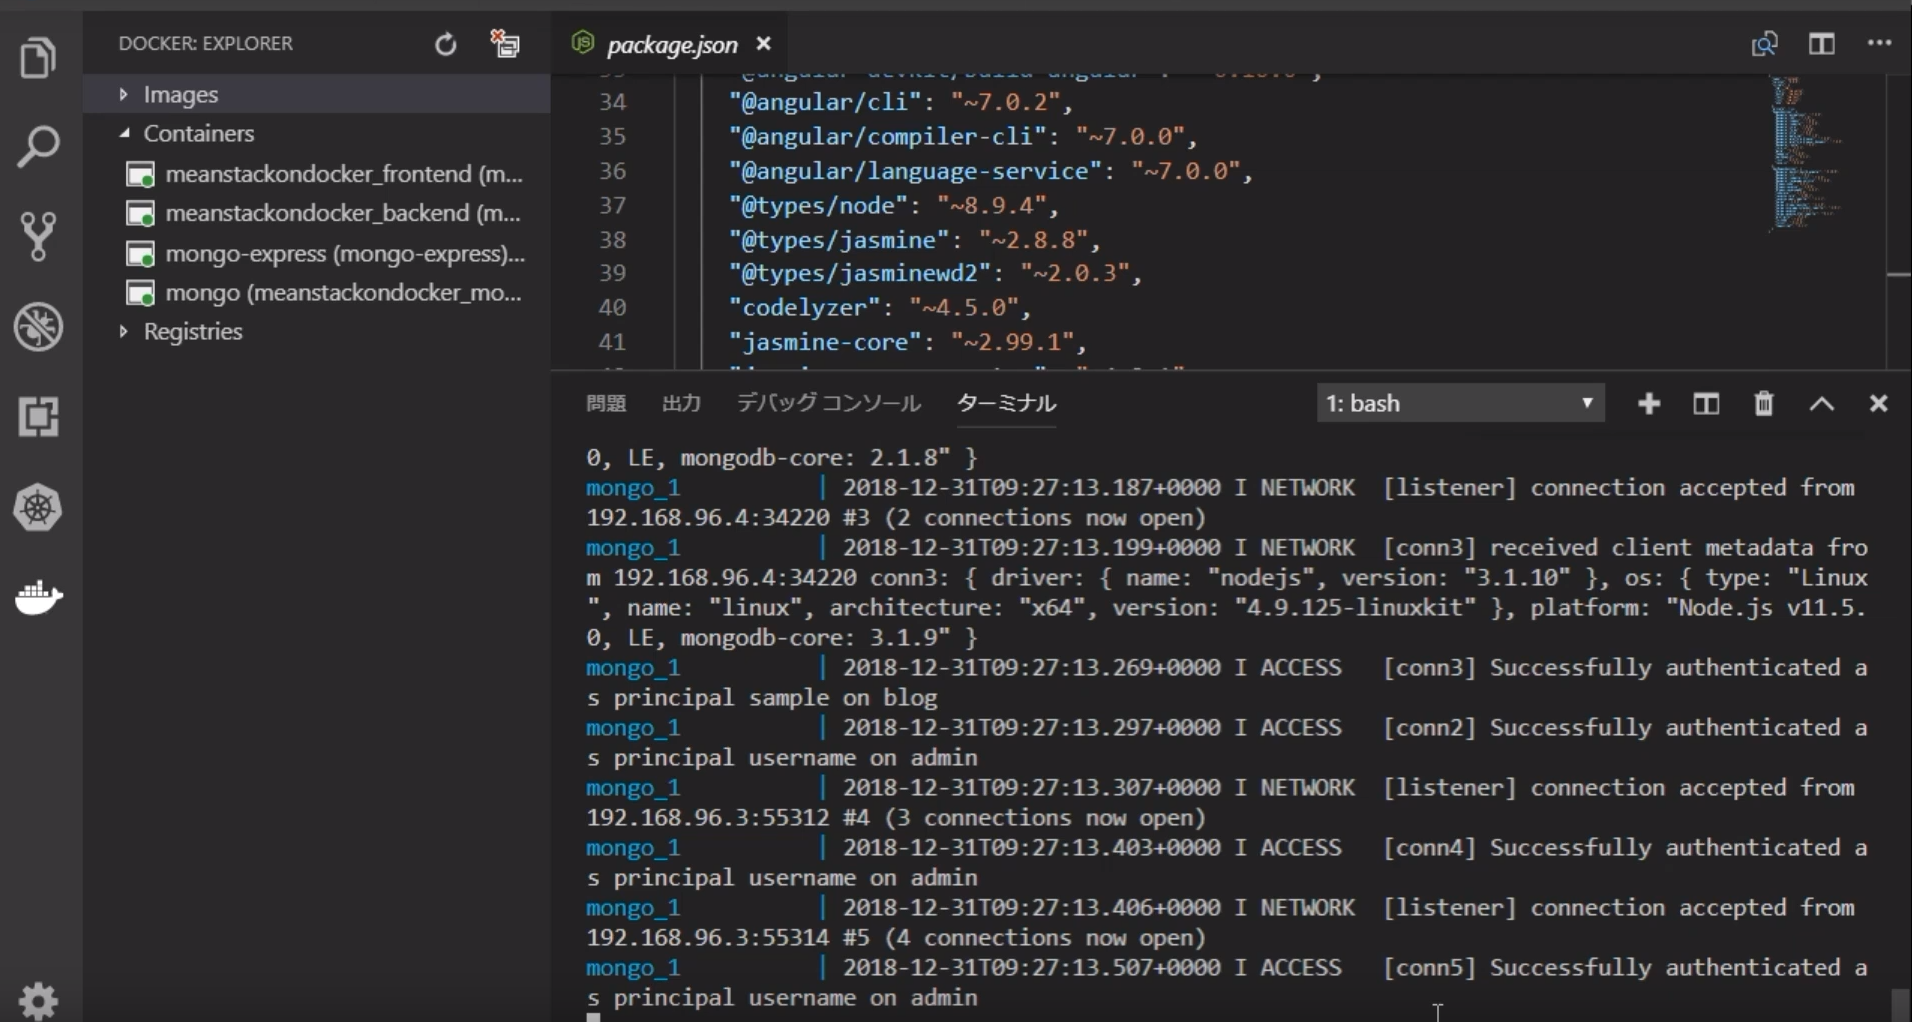 DOCKER: EXPLORER
Images
Containers
meanstackondocker_frontend (m...
meanstackondocker_backend (m...
mongo-express (mongo-express)...
mongo (meanstackondocker_mo...
Registries
package.json
34 "@angular/cli": "~7.0.2",
35 "@angular/compiler-cli": "~7.0.0",
36 "@angular/language-service": "~7.0.0",
37 "@types/node": "~8.9.4",
38 "@types/jasmine": "~2.8.8",
39 "@types/jasminewd2": "~2.0.3",
40 "codelyzer": "~4.5.0",
41 "jasmine-core": "~2.99.1",
問題 出力 デバッグ コンソール ターミナル 1: bash
0, LE, mongodb-core: 2.1.8" }
mongo_1 | 2018-12-31T09:27:13.187+0000 I NETWORK [listener] connection accepted from
192.168.96.4:34220 #3 (2 connections now open)
mongo_1 | 2018-12-31T09:27:13.199+0000 I NETWORK [conn3] received client metadata fro
m 192.168.96.4:34220 conn3: { driver: { name: "nodejs", version: "3.1.10" }, os: { type: "Linux
", name: "linux", architecture: "x64", version: "4.9.125-linuxkit" }, platform: "Node.js v11.5.
0, LE, mongodb-core: 3.1.9" }
mongo_1 | 2018-12-31T09:27:13.269+0000 I ACCESS [conn3] Successfully authenticated a
s principal sample on blog
mongo_1 | 2018-12-31T09:27:13.297+0000 I ACCESS [conn2] Successfully authenticated a
s principal username on admin
mongo_1 | 2018-12-31T09:27:13.307+0000 I NETWORK [listener] connection accepted from
192.168.96.3:55312 #4 (3 connections now open)
mongo_1 | 2018-12-31T09:27:13.403+0000 I ACCESS [conn4] Successfully authenticated a
s principal username on admin
mongo_1 | 2018-12-31T09:27:13.406+0000 I NETWORK [listener] connection accepted from
192.168.96.3:55314 #5 (4 connections now open)
mongo_1 | 2018-12-31T09:27:13.507+0000 I ACCESS [conn5] Successfully authenticated a
s principal username on admin